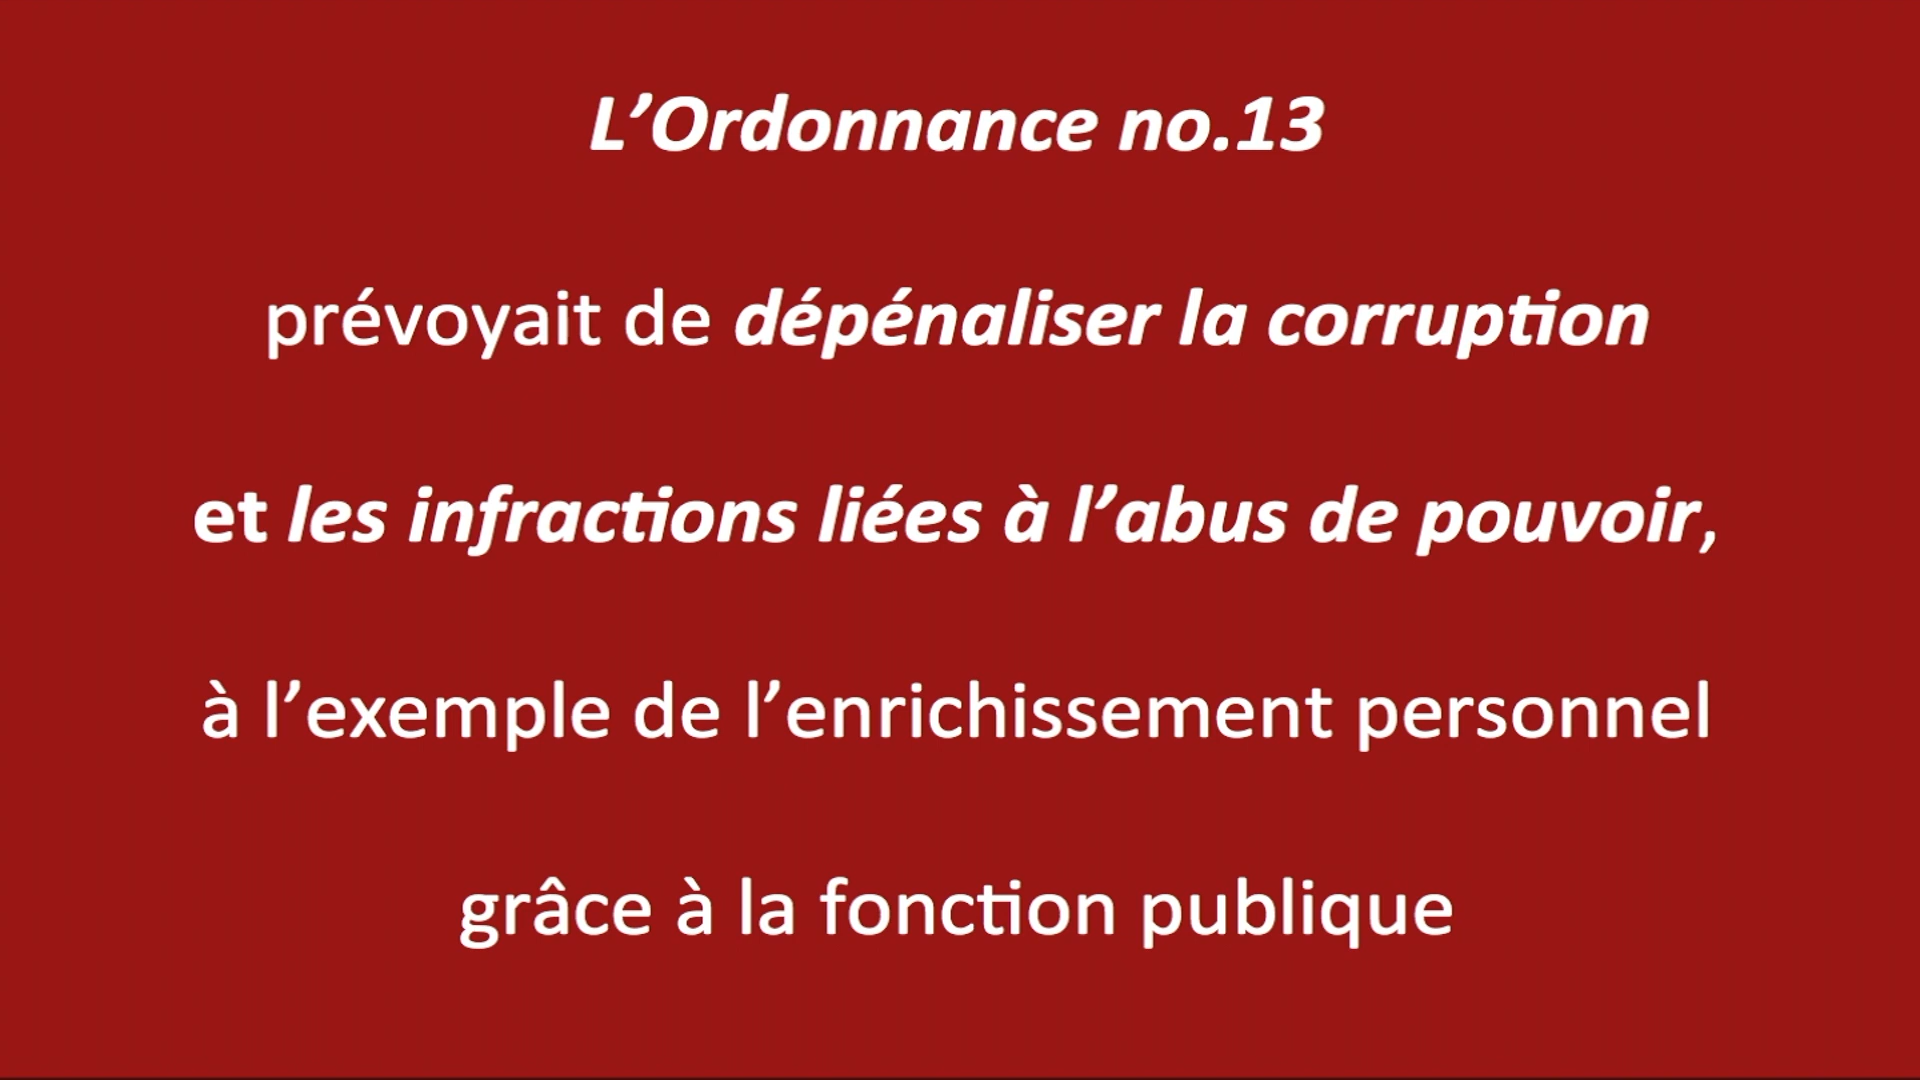 L’Ordonnance no.13
prévoyait de dépénaliser la corruption
et les infractions liées à l’abus de pouvoir,
à l’exemple de l’enrichissement personnel
grâce à la fonction publique